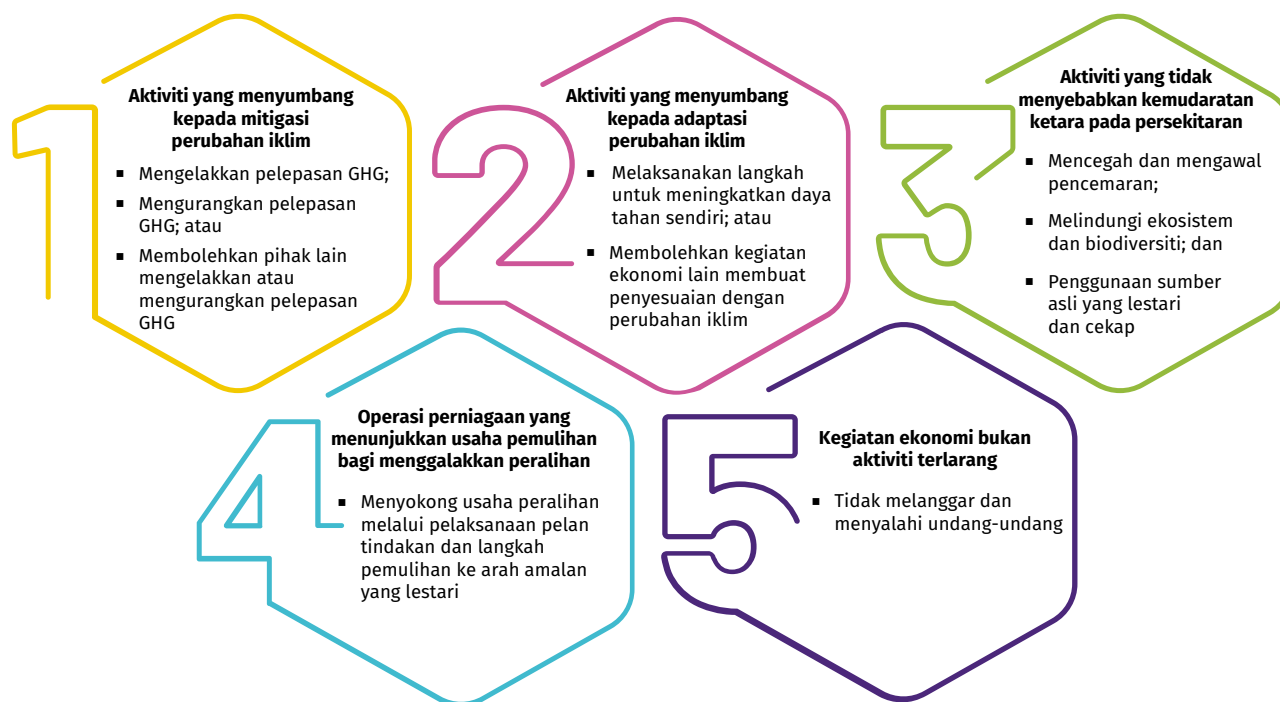 1
Aktiviti yang menyumbang
kepada mitigasi
perubahan iklim
▪ Mengelakkan pelepasan GHG;
▪ Mengurangkan pelepasan
GHG; atau
▪ Membolehkan pihak lain
mengelakkan atau
mengurangkan pelepasan
GHG
2
Aktiviti yang menyumbang
kepada adaptasi
perubahan iklim
▪ Melaksanakan langkah
untuk meningkatkan daya
tahan sendiri; atau
▪ Membolehkan kegiatan
ekonomi lain membuat
penyesuaian dengan
perubahan iklim
3
Aktiviti yang tidak
menyebabkan kemudaratan
ketara pada persekitaran
▪ Mencegah dan mengawal
pencemaran;
▪ Melindungi ekosistem
dan biodiversiti; dan
▪ Penggunaan sumber
asli yang lestari
dan cekap
4
Operasi perniagaan yang
menunjukkan usaha pemulihan
bagi menggalakkan peralihan
▪ Menyokong usaha peralihan
melalui pelaksanaan pelan
tindakan dan langkah
pemulihan ke arah amalan
yang lestari
5
Kegiatan ekonomi bukan
aktiviti terlarang
▪ Tidak melanggar dan
menyalahi undang-undang